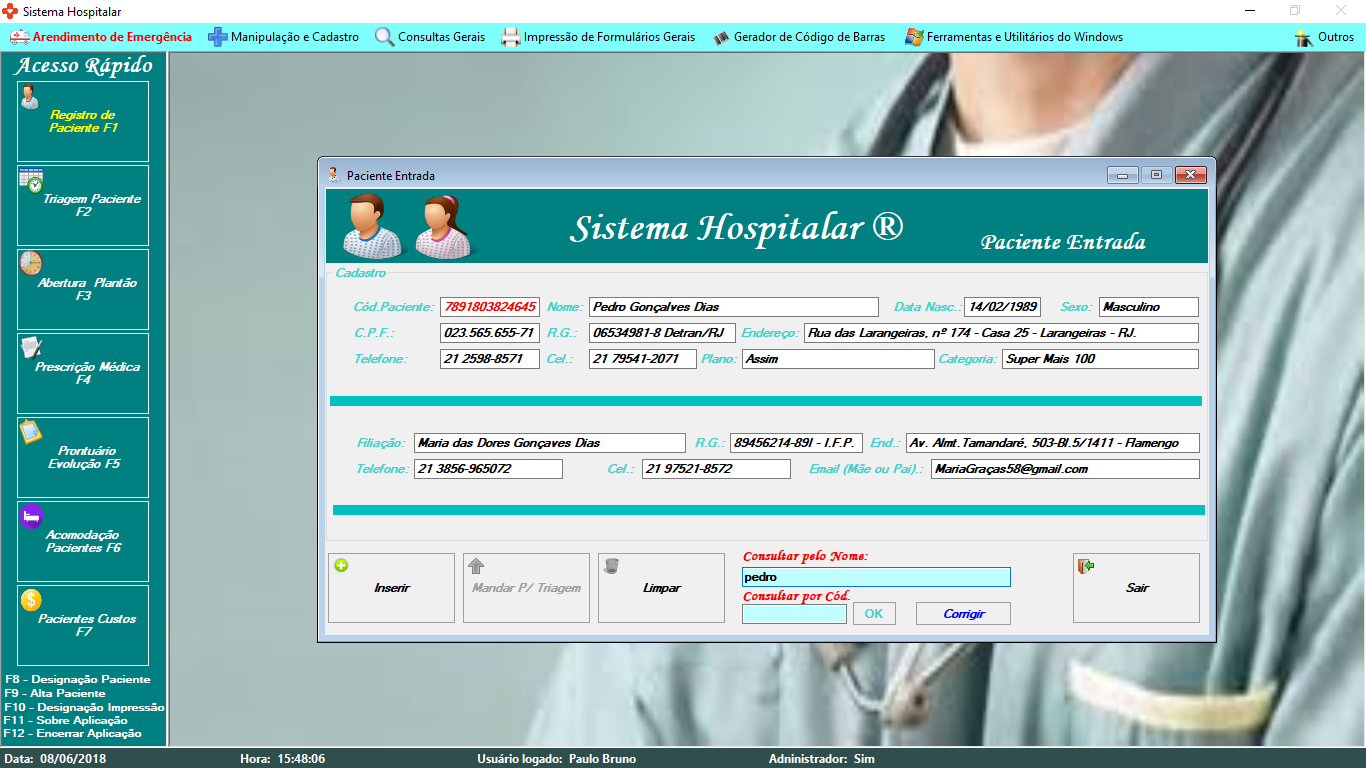 Sistema Hospitalar
Arendimento de Emergência Manipulação e Cadastro Consultas Gerais Impressão de Formulários Gerais Gerador de Código de Barras Ferramentas e Utilitários do Windows Outros
Acesso Rápido
Registro de
Paciente F1
Triagem Paciente
F2
Abertura Plantão
F3
Prescrição Médica
F4
Prontuário
Evolução F5
Acomodação
Pacientes F6
Pacientes Custos
F7
F8 - Designação Paciente
F9 - Alta Paciente
F10 - Designação Impressão
F11 - Sobre Aplicação
F12 - Encerrar Aplicação
Paciente Entrada
Sistema Hospitalar ®
Paciente Entrada
Cadastro
Cód.Paciente: 7891803824645 Nome: Pedro Gonçalves Dias Data Nasc.: 14/02/1989 Sexo: Masculino
C.P.F.: 023.565.655-71 R.G.: 06534981-8 Detran/RJ Endereço: Rua das Larangeiras, nº 174 - Casa 25 - Larangeiras - RJ.
Telefone: 21 2598-8571 Cel.: 21 79541-2071 Plano: Assim Categoria: Super Mais 100
Filiação: Maria das Dores Gonçaves Dias R.G.: 89456214-89I - I.F.P. End.: Av. Almt.Tamandaré, 503-Bl.5/1411 - Flamengo
Telefone: 21 3856-965072 Cel.: 21 97521-8572 Email (Mãe ou Pai).: MariaGraças58@gmail.com
Inserir
Mandar P/ Triagem
Limpar
Consultar pelo Nome:
pedro
Consultar por Cód.
OK
Corrigir
Sair
Data: 08/06/2018 Hora: 15:48:06 Usuário logado: Paulo Bruno Adninistrador: Sim